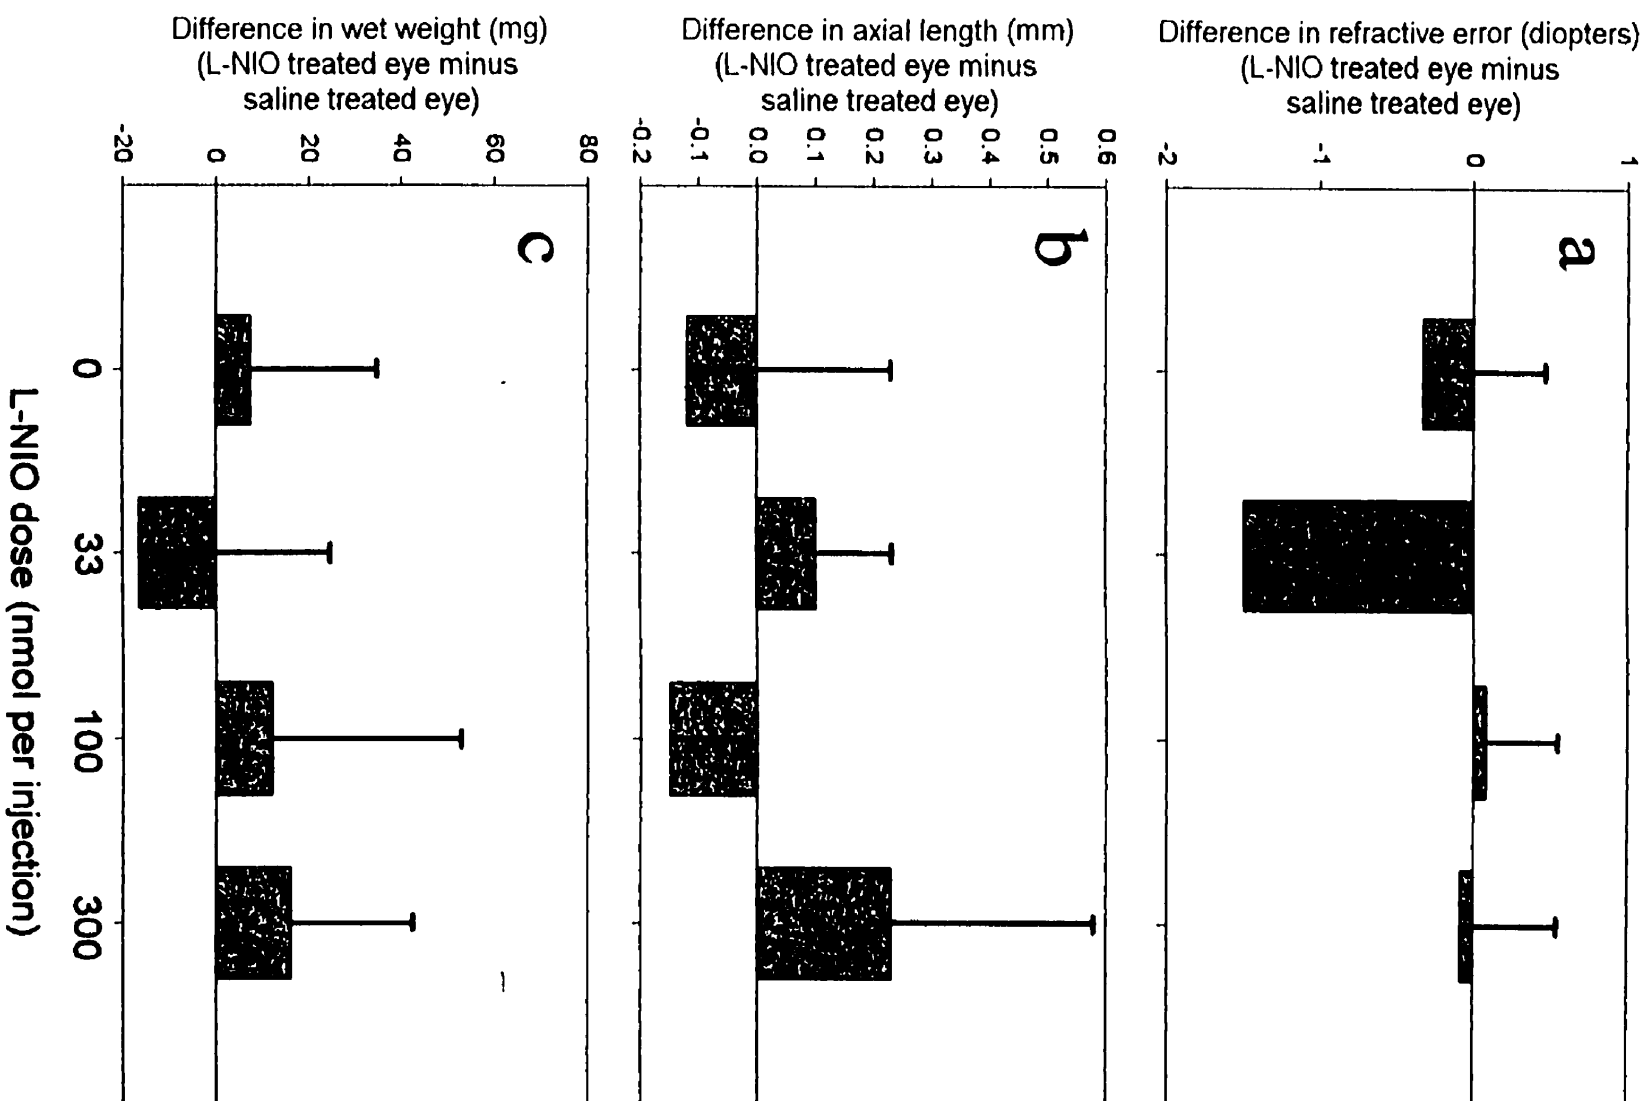 Difference in wet weight (mg)
(L-NIO treated eye minus
saline treated eye)
Difference in axial length (mm)
(L-NIO treated eye minus
saline treated eye)
Difference in refractive error (diopters)
(L-NIO treated eye minus
saline treated eye)
-20
0
20
40
60
80
-0.2
-0.1
0.0
0.1
0.2
0.3
0.4
0.5
0.6
-2
-1
0
1
c
b
a
0
33
100
300
L-NIO dose (nmol per injection)